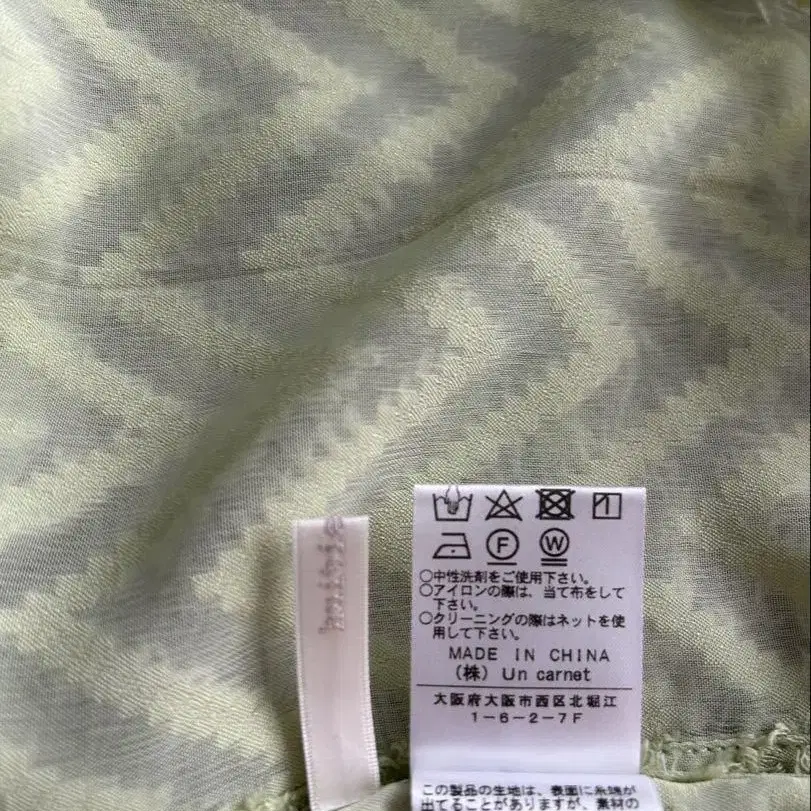 F W
○中性洗剤をご使用下さい。
○アイロンの際は、当て布をして
下さい。
○クリーニングの際はネットを使
用して下さい。
MADE IN CHINA
(株) Un carnet
大阪府大阪市西区北堀江
1-6-2-7F
この製品の生地は、表面に糸端が
出てることがありますが、素材の